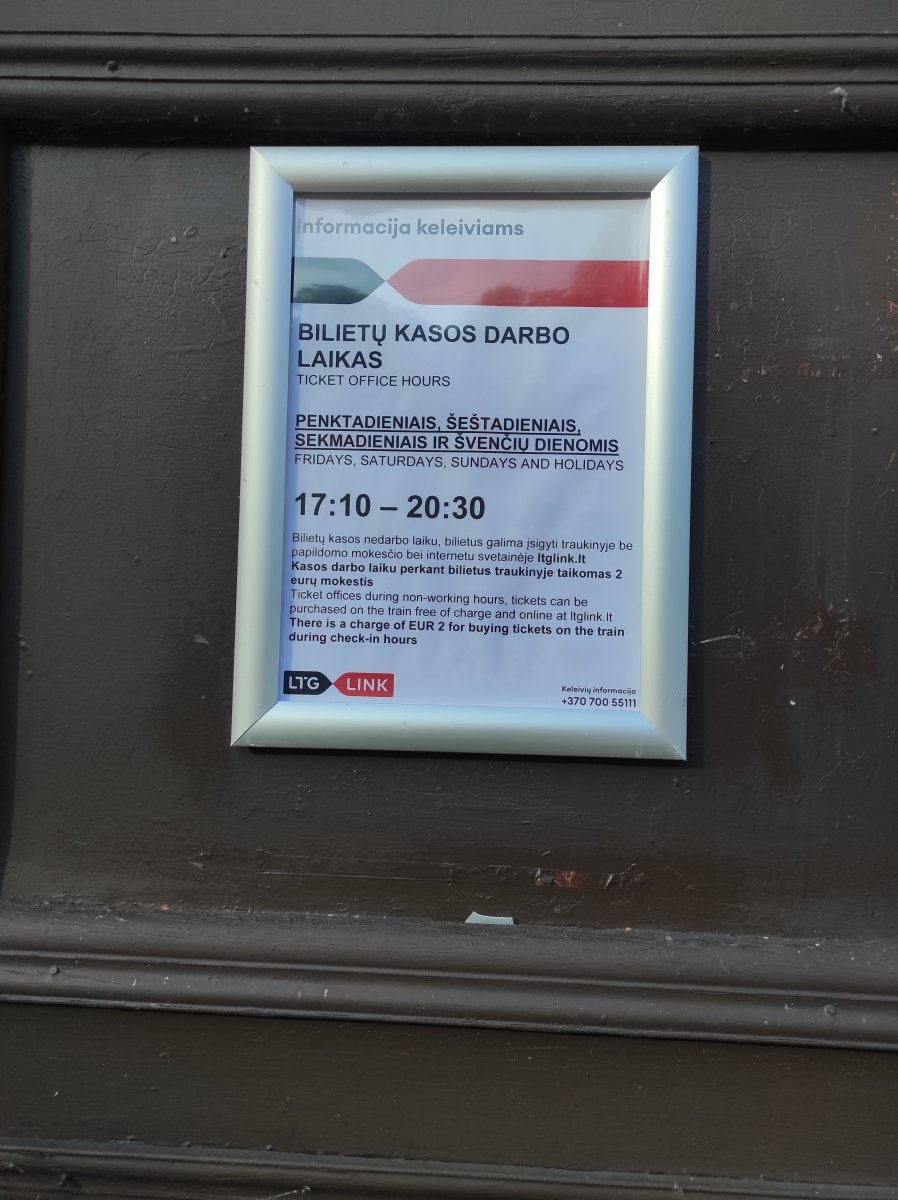 Informacija keleiviams
BILIETŲ KASOS DARBO
LAIKAS
TICKET OFFICE HOURS
PENKTADIENIAIS, ŠEŠTADIENIAIS,
SEKMADIENIAIS IR ŠVENČIŲ DIENOMIS
FRIDAYS, SATURDAYS, SUNDAYS AND HOLIDAYS
17:10 – 20:30
Bilietų kasos nedarbo laiku, bilietus galima įsigyti traukinyje be
papildomo mokesčio bei internetu svetainėje ltglink.lt
Kasos darbo laiku perkant bilietus traukinyje taikomas 2
eurų mokestis
Ticket offices during non-working hours, tickets can be
purchased on the train free of charge and online at ltglink.lt
There is a charge of EUR 2 for buying tickets on the train
during check-in hours
LTG LINK
Keleivių informacija
+370 700 55111